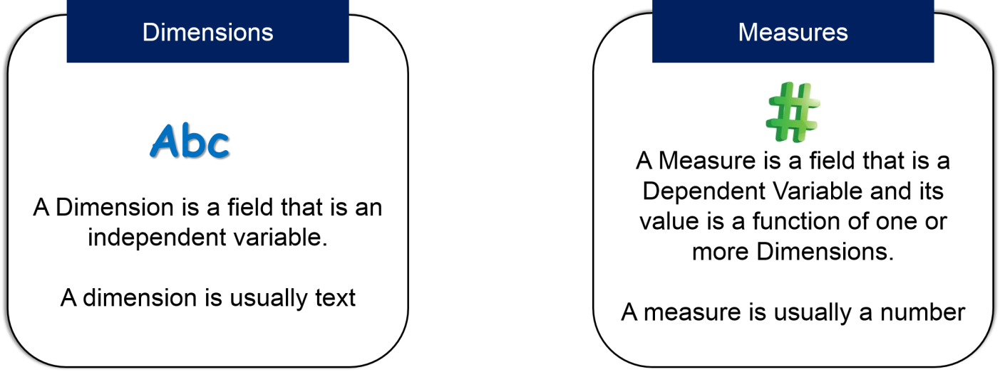 Dimensions
Abc
A Dimension is a field that is an
independent variable.
A dimension is usually text
Measures
#
A Measure is a field that is a
Dependent Variable and its
value is a function of one or
more Dimensions.
A measure is usually a number